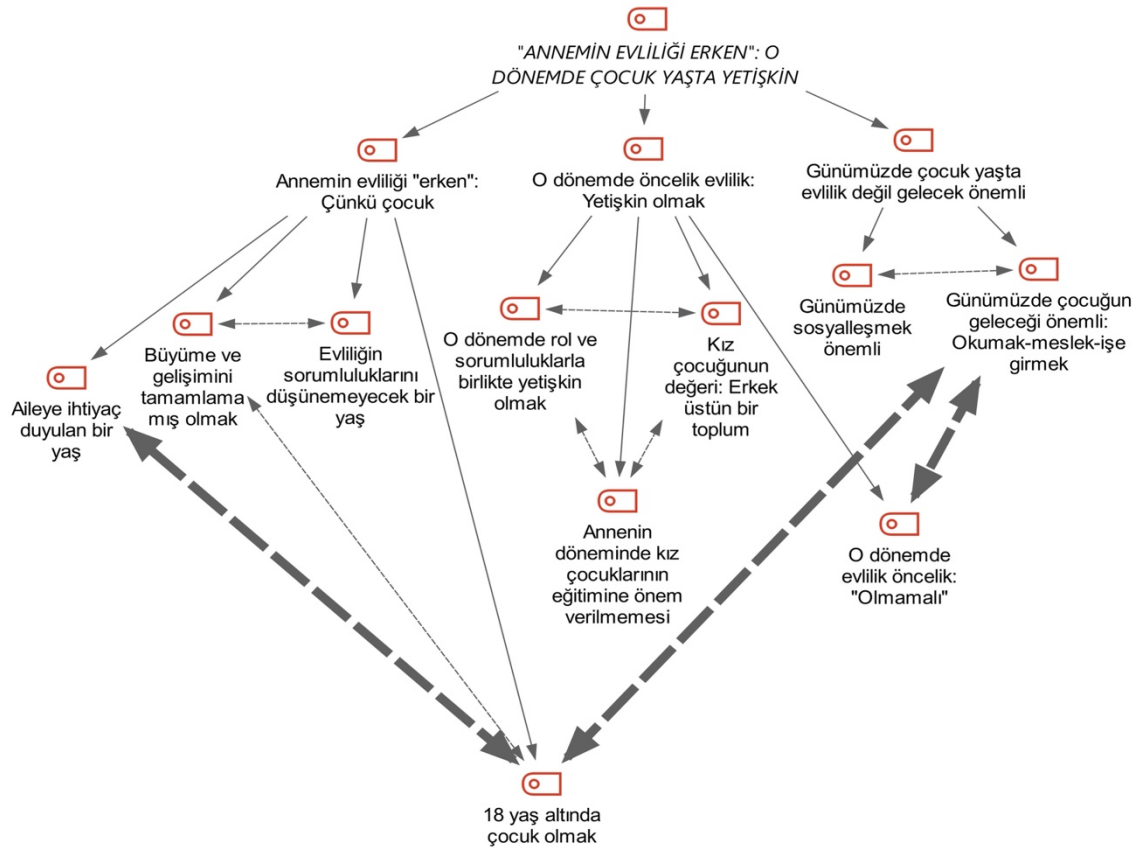 "ANNEMİN EVLİLİĞİ ERKEN": O
DÖNEMDE ÇOCUK YAŞTA YETİŞKİN
Annemin evliliği "erken":
Çünkü çocuk
O dönemde öncelik evlilik:
Yetişkin olmak
Günümüzde çocuk yaşta
evlilik değil gelecek önemli
Aileye ihtiyaç
duyulan bir
yaş
Büyüme ve
gelişimini
tamamlama
mış olmak
Evliliğin
sorumluluklarını
düşünemeyecek bir
yaş
O dönemde rol ve
sorumluluklarla
birlikte yetişkin
olmak
Kız
çocuğunun
değeri: Erkek
üstün bir
toplum
Günümüzde
sosyalleşmek
önemli
Günümüzde çocuğun
geleceği önemli:
Okumak-meslek-işe
girmek
Annenin
döneminde kız
çocuklarının
eğitimine önem
verilmemesi
O dönemde
evlilik öncelik:
"Olmamalı"
18 yaş altında
çocuk olmak